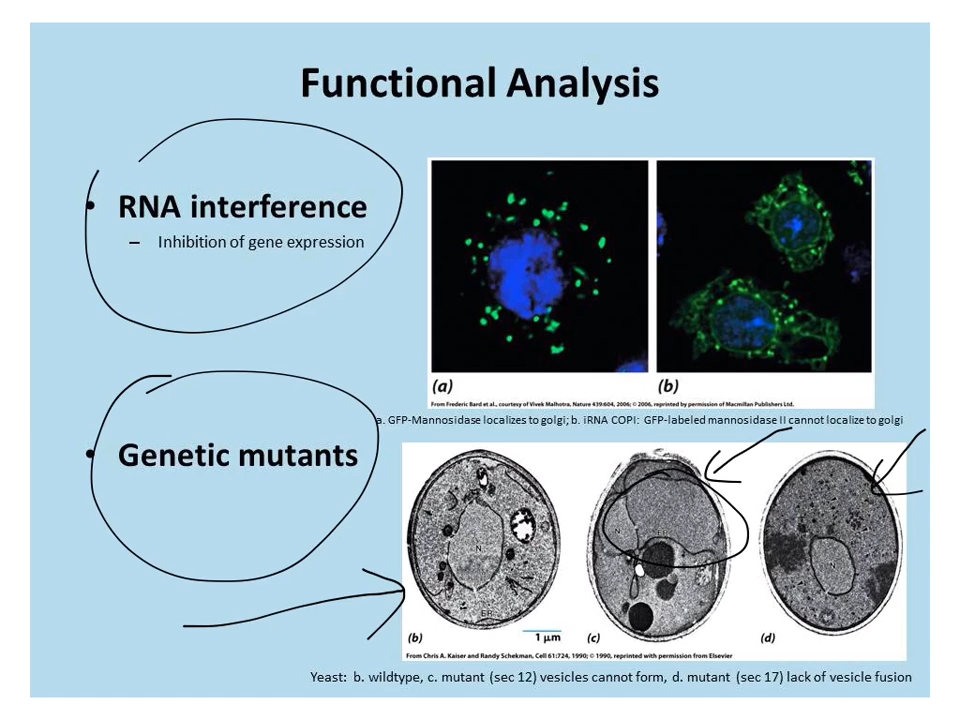 Functional Analysis
• RNA interference
– Inhibition of gene expression
(a)
(b)
From Frederic Bard et al., courtesy of Vivek Malhotra, Nature 439:604, 2006; © 2006, reprinted by permission of Macmillan Publishers Ltd.
a. GFP-Mannosidase localizes to golgi; b. iRNA COPI: GFP-labeled mannosidase II cannot localize to golgi
• Genetic mutants
N
ER
N
(b)
1 µm
(c)
(d)
From Chris A. Kaiser and Randy Schekman, Cell 61:724, 1990; © 1990, reprinted with permission from Elsevier
Yeast: b. wildtype, c. mutant (sec 12) vesicles cannot form, d. mutant (sec 17) lack of vesicle fusion